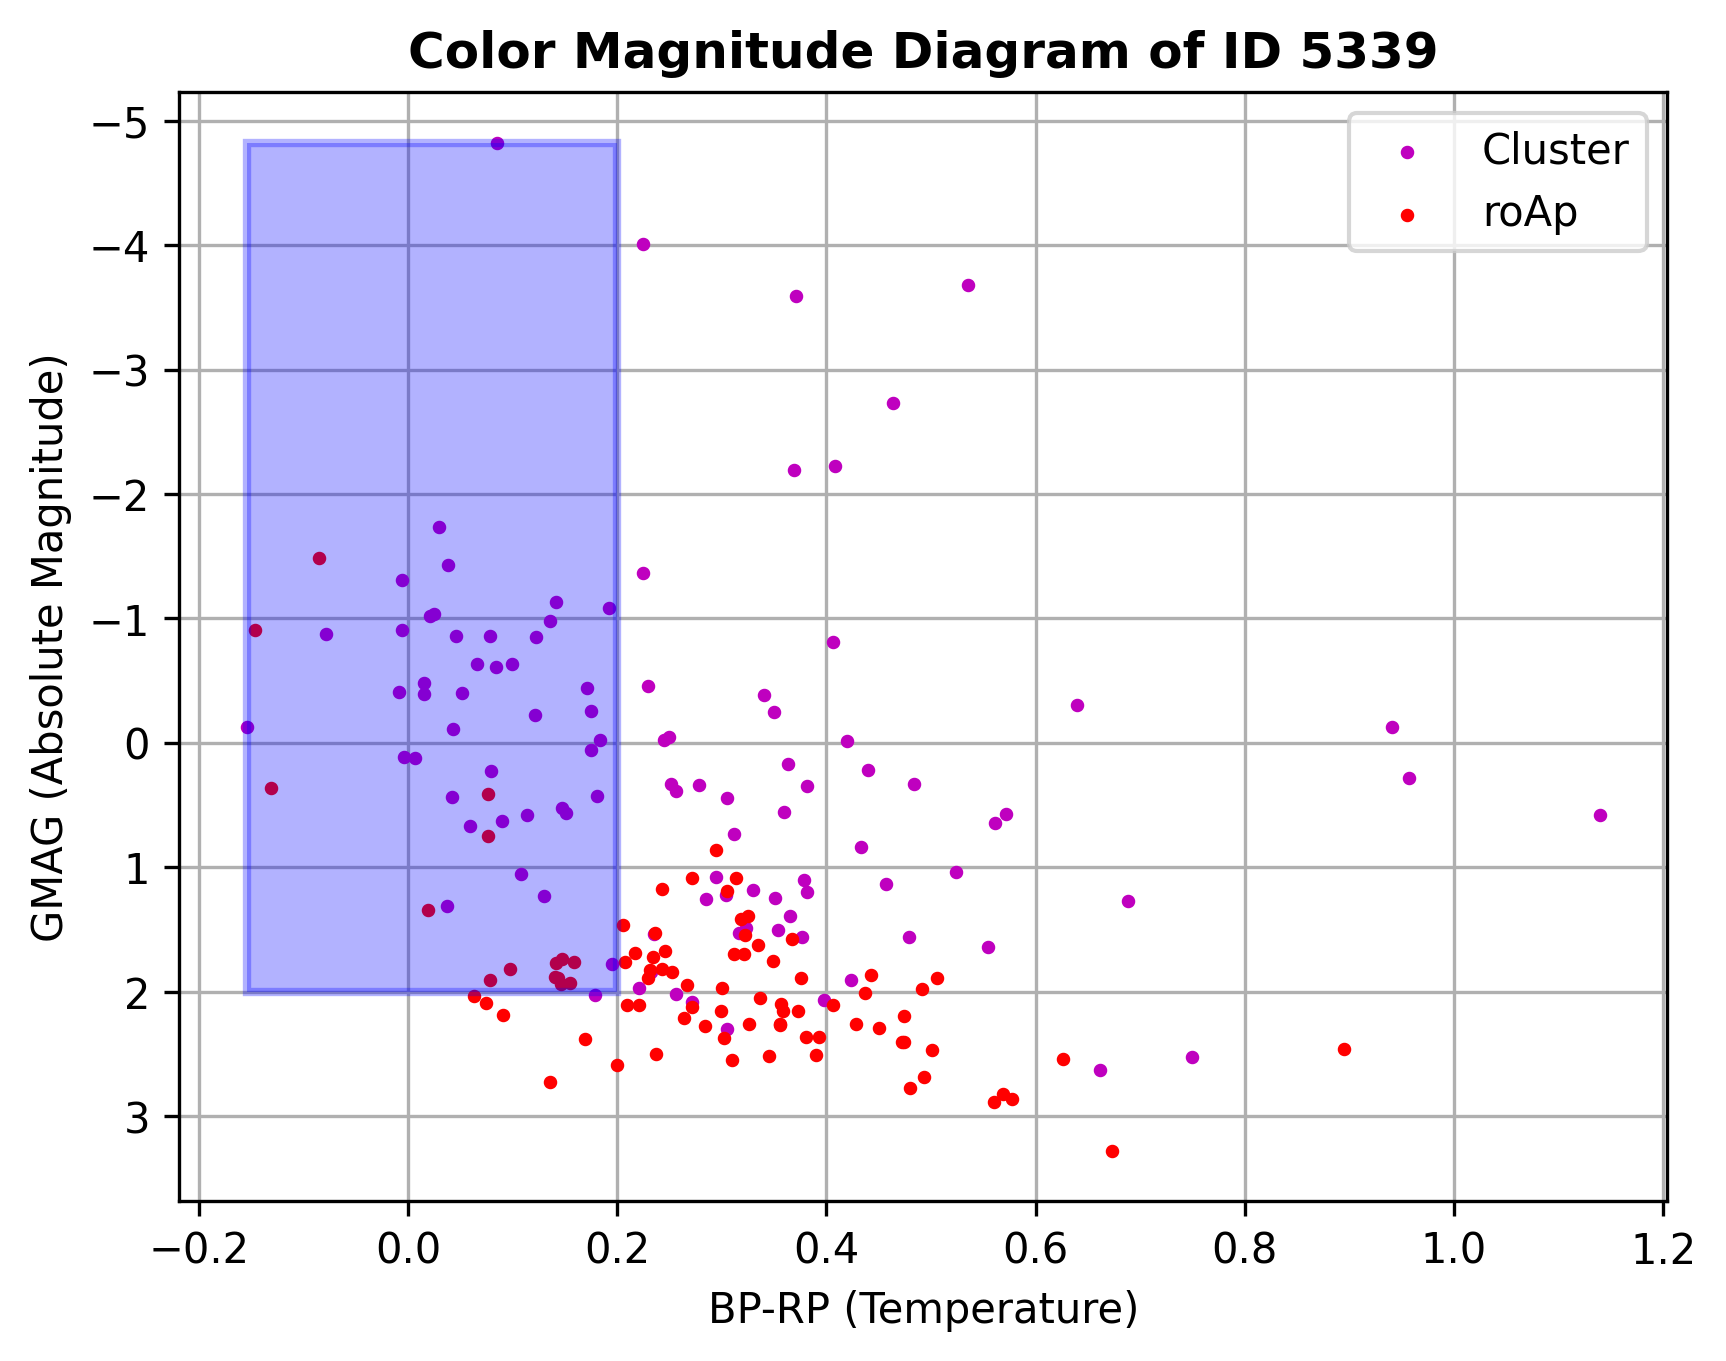 Color Magnitude Diagram of ID 5339
Cluster
roAp
−5
−4
−3
−2
−1
0
1
2
3
GMAG (Absolute Magnitude)
−0.2 0.0 0.2 0.4 0.6 0.8 1.0 1.2
BP-RP (Temperature)